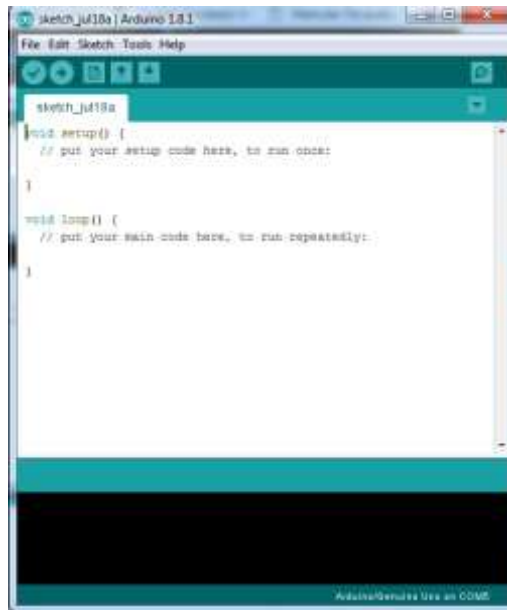 sketch_jul18a | Arduino 1.8.1
File Edit Sketch Tools Help
sketch_jul18a
void setup() {
// put your setup code here, to run once:
}
void loop() {
// put your main code here, to run repeatedly:
}
Arduino/Genuino Uno on COM5